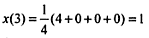 x(3) = 1/4 (4 + 0 + 0 + 0) = 1